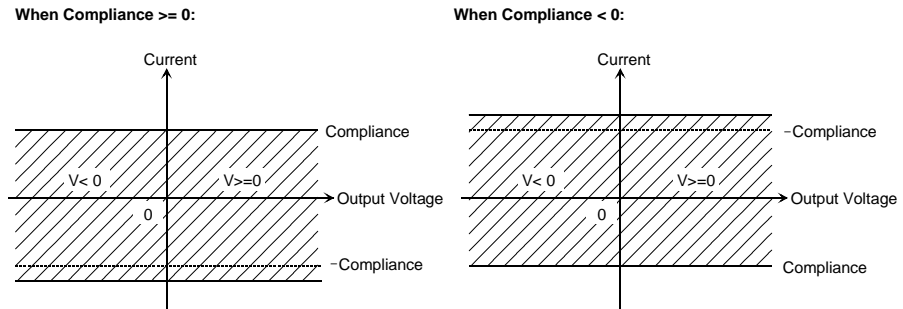 When Compliance >= 0:
Current
Compliance
V< 0
V>=0
Output Voltage
0
−Compliance
When Compliance < 0:
Current
−Compliance
V< 0
V>=0
Output Voltage
0
Compliance